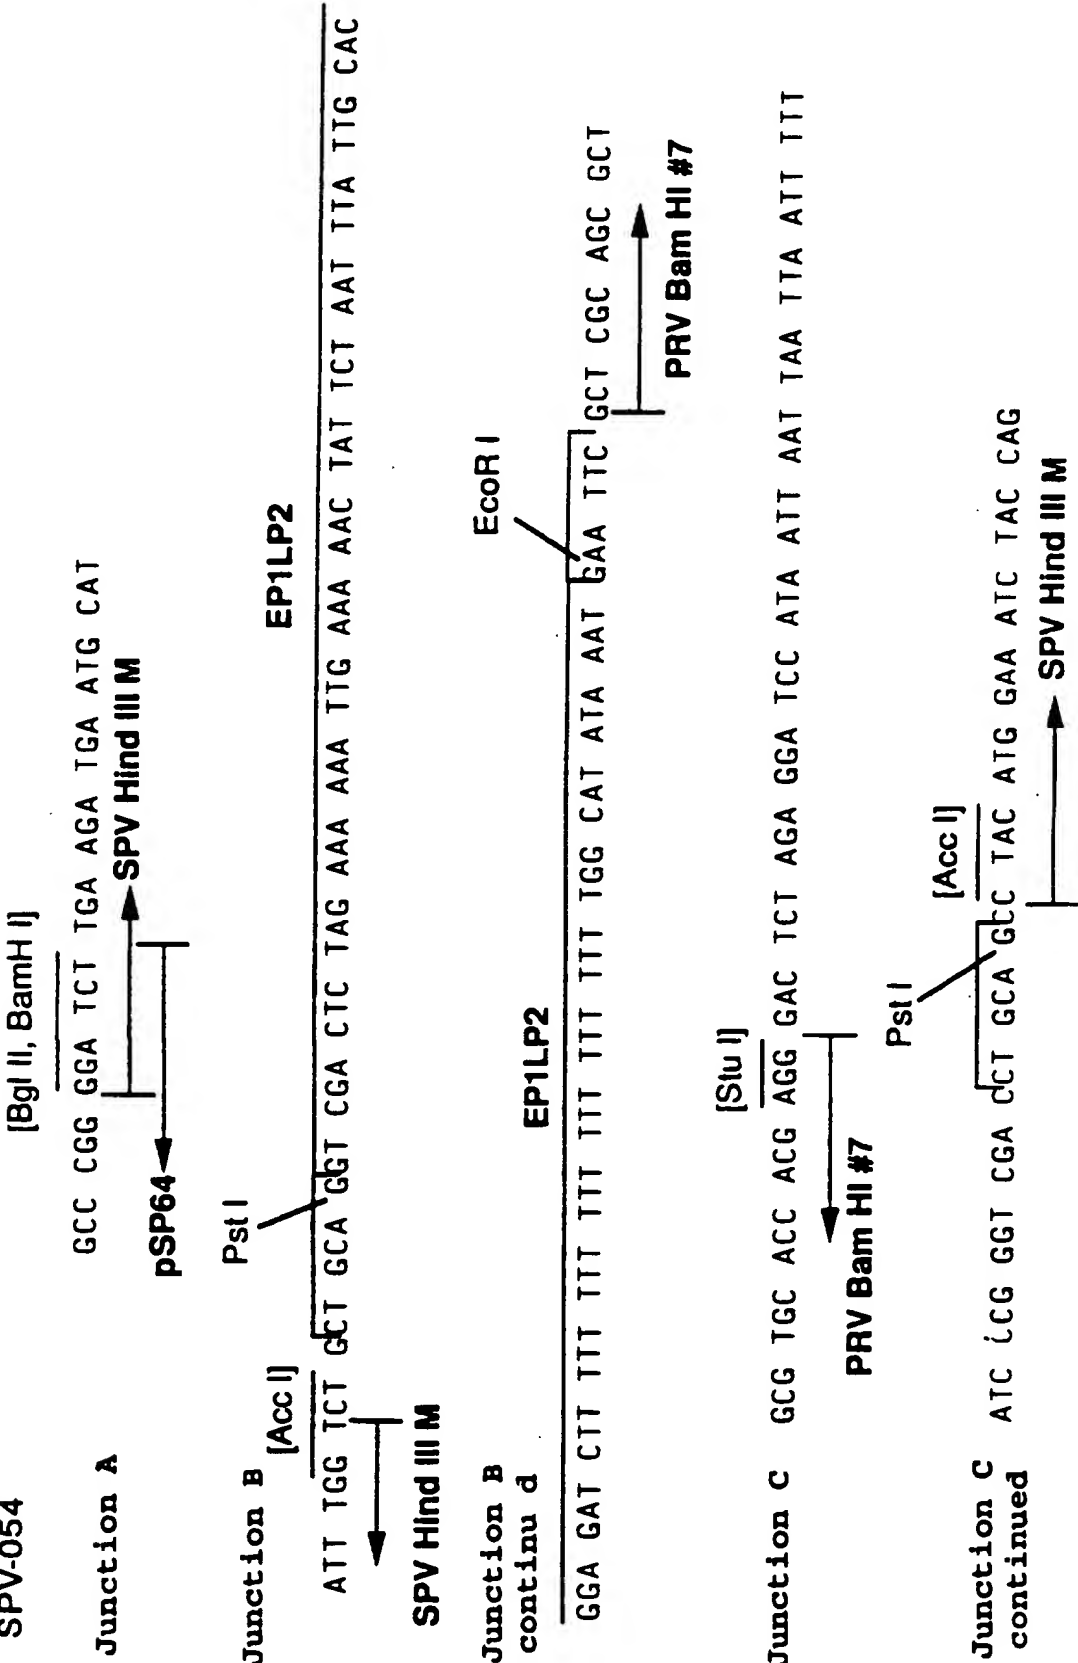 SPV-054
[Bgl II, BamH I]
Junction A
GCC CGG GGA TCT TGA AGA TGA ATG CAT
SPV Hind III M
pSP64
Junction B
[Acc I]
Pst I
EP1LP2
ATT TGG TCT GCT GCA GGT CGA CTC TAG AAA AAA TTG AAA AAC TAT TCT AAT TTA TTG CAC
SPV Hind III M
Junction B
continu d
EP1LP2
EcoR I
GGA GAT CTT TTT TTT TTT TTT TTT TTT TGG CAT ATA AAT GAA TTC GCT CGC AGC GCT
PRV Bam HI #7
Junction C
[Stu I]
GCG TGC ACC ACG AGG GAC TCT AGA GGA TCC ATA ATT AAT TAA TTA ATT TTT
PRV Bam HI #7
Junction C
continued
Pst I
[Acc I]
ATC CCG GGT CGA CCT GCA GCC TAC ATG GAA ATC TAC CAG
SPV Hind III M